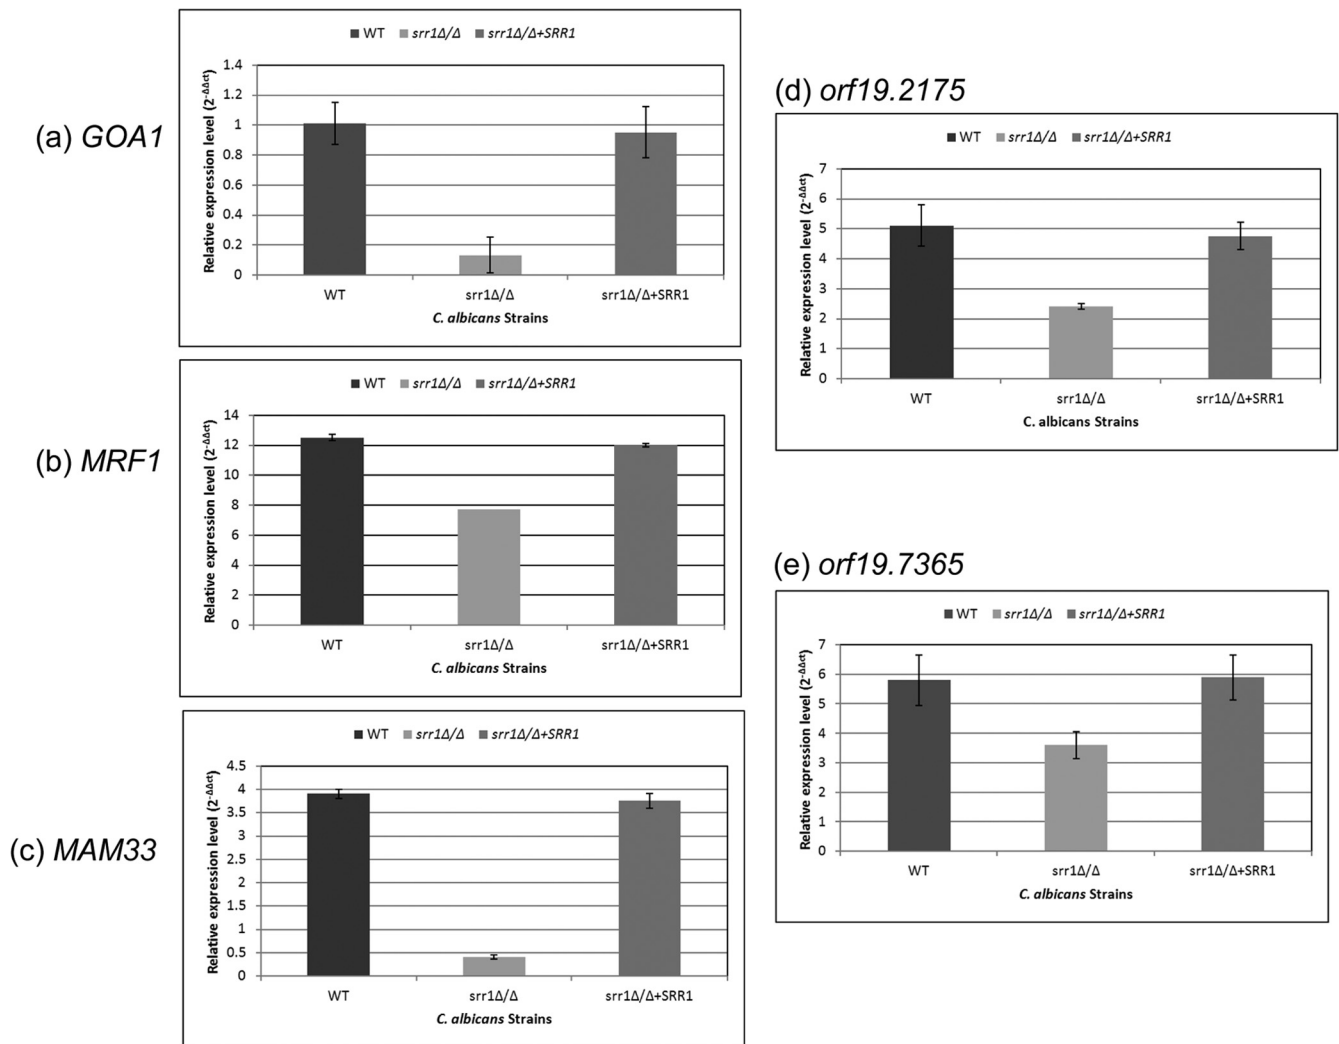 (a) GOA1
WT srr1Δ/Δ srr1Δ/Δ+SRR1
Relative expression level (2-ΔΔct)
1.4
1.2
1
0.8
0.6
0.4
0.2
0
WT srr1Δ/Δ srr1Δ/Δ+SRR1
C. albicans Strains
(b) MRF1
WT srr1Δ/Δ srr1Δ/Δ+SRR1
Relative expression level (2-ΔΔct)
14
12
10
8
6
4
2
0
WT srr1Δ/Δ srr1Δ/Δ+SRR1
C. albicans Strains
(c) MAM33
WT srr1Δ/Δ srr1Δ/Δ+SRR1
Relative expression level (2-ΔΔct)
4.5
4
3.5
3
2.5
2
1.5
1
0.5
0
WT srr1Δ/Δ srr1Δ/Δ+SRR1
C. albicans Strains
(d) orf19.2175
WT srr1Δ/Δ srr1Δ/Δ+SRR1
Relative expression level (2-ΔΔct)
7
6
5
4
3
2
1
0
WT srr1Δ/Δ srr1Δ/Δ+SRR1
C. albicans Strains
(e) orf19.7365
WT srr1Δ/Δ srr1Δ/Δ+SRR1
Relative expression level (2-ΔΔct)
7
6
5
4
3
2
1
0
WT srr1Δ/Δ srr1Δ/Δ+SRR1
C. albicans Strains